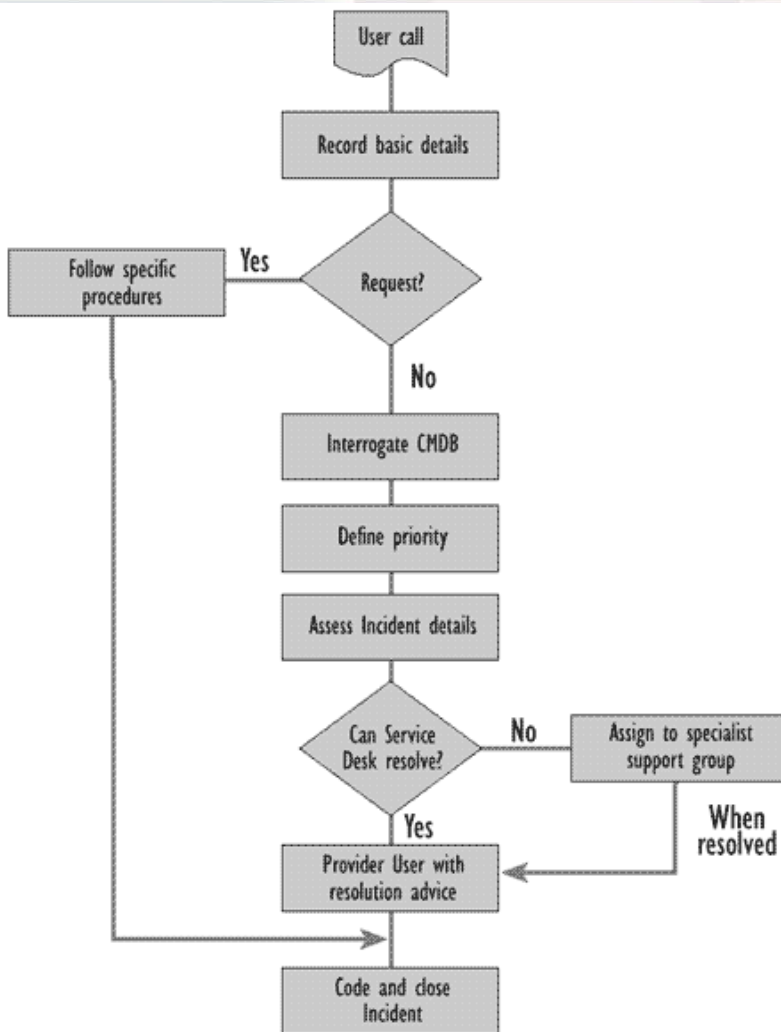 User call
Record basic details
Request?
Yes
Follow specific
procedures
No
Interrogate CMDB
Define priority
Assess Incident details
Can Service
Desk resolve?
No
Assign to specialist
support group
When
resolved
Yes
Provider User with
resolution advice
Code and close
Incident